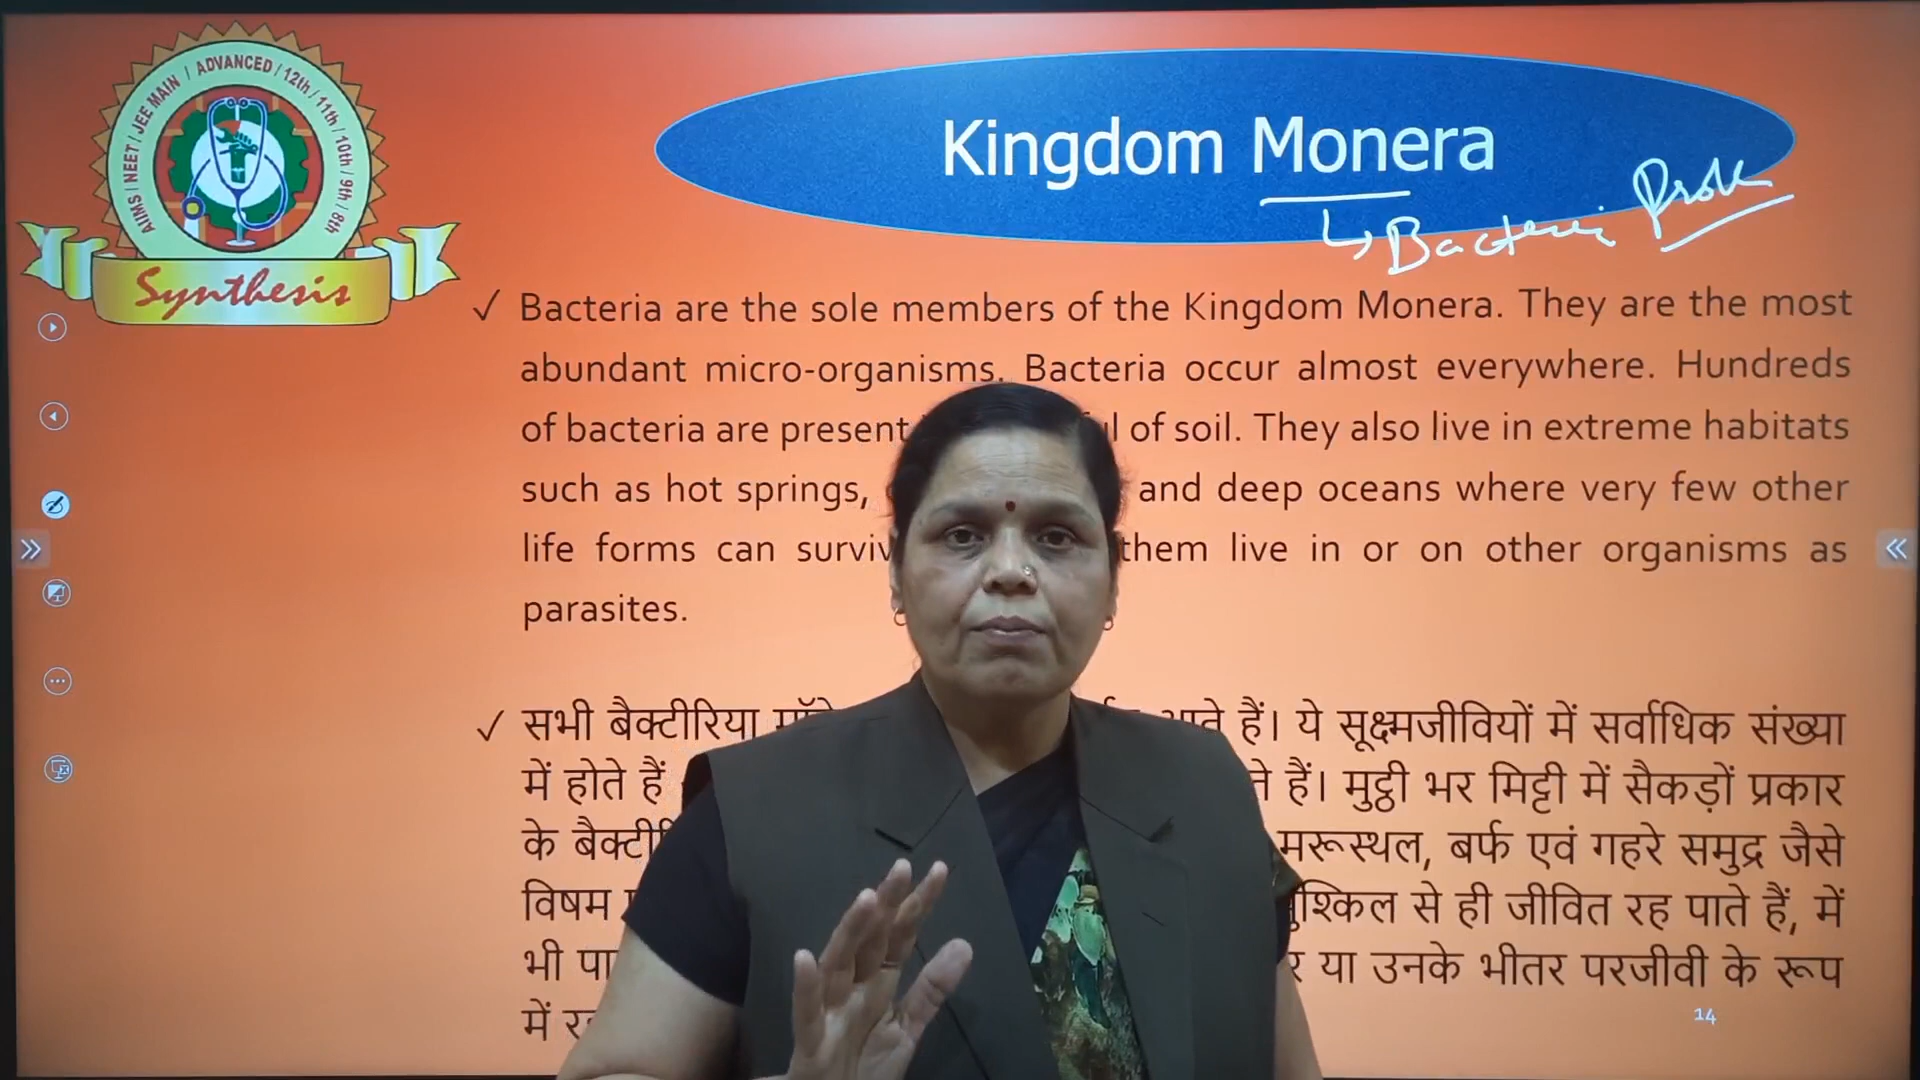 AIIMS / NEET / JEE MAIN / ADVANCED / 12th / 11th / 10th / 9th / 8th
Synthesis
Kingdom Monera
↳ Bacteri Prok
✓ Bacteria are the sole members of the Kingdom Monera. They are the most
abundant micro-organisms. Bacteria occur almost everywhere. Hundreds
of bacteria are present of soil. They also live in extreme habitats
such as hot springs, and deep oceans where very few other
life forms can them live in or on other organisms as
parasites.
✓ सभी बैक्टीरिया आते हैं। ये सूक्ष्मजीवियों में सर्वाधिक संख्या
में होते हैं हैं। मुट्ठी भर मिट्टी में सैकड़ों प्रकार
के मरूस्थल, बर्फ एवं गहरे समुद्र जैसे
विषम से ही जीवित रह पाते हैं, में
भी या उनके भीतर परजीवी के रूप
में
14